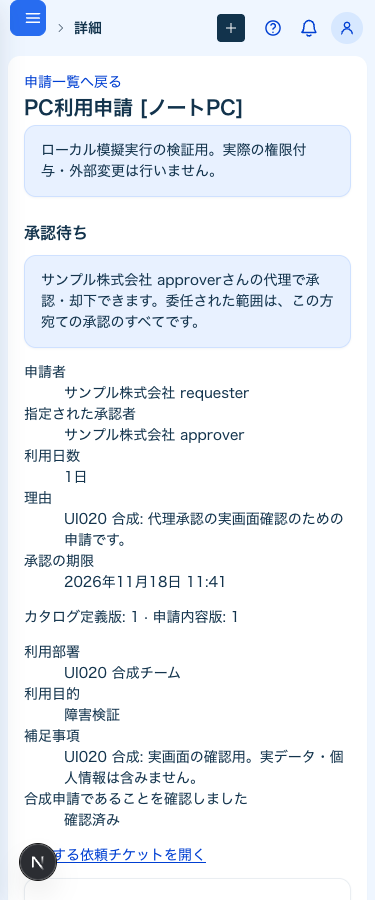 詳細
申請一覧へ戻る
PC利用申請 [ノートPC]
ローカル模擬実行の検証用。実際の権限付
与・外部変更は行いません。
承認待ち
サンプル株式会社 approverさんの代理で承
認・却下できます。委任された範囲は、この方
宛ての承認のすべてです。
申請者
サンプル株式会社 requester
指定された承認者
サンプル株式会社 approver
利用日数
1日
理由
UI020 合成: 代理承認の実画面確認のための
申請です。
承認の期限
2026年11月18日 11:41
カタログ定義版: 1 · 申請内容版: 1
利用部署
UI020 合成チーム
利用目的
障害検証
補足事項
UI020 合成: 実画面の確認用。実データ・個
人情報は含みません。
合成申請であることを確認しました
確認済み
する依頼チケットを開く
N